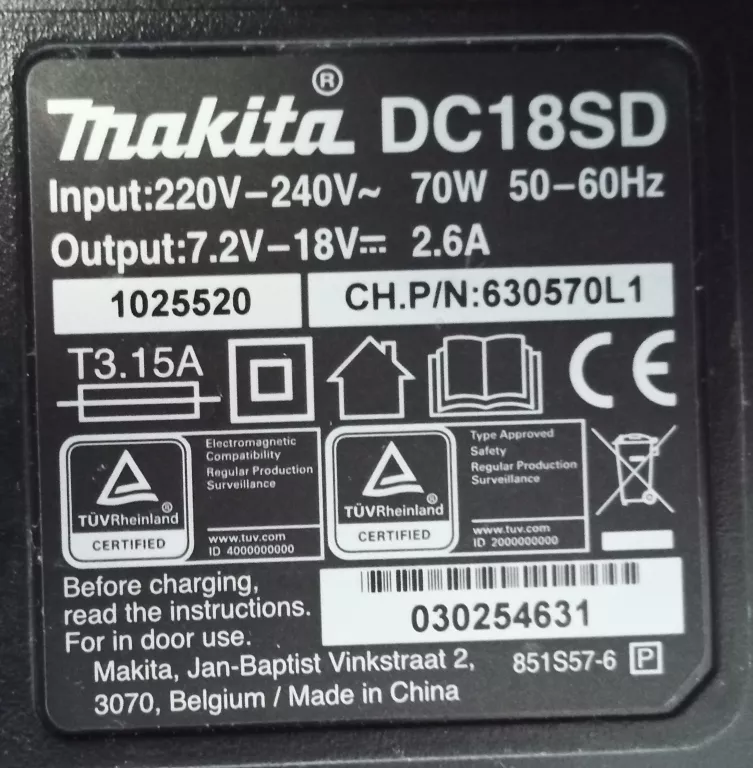 makita® DC18SD
Input:220V–240V~ 70W 50–60Hz
Output:7.2V–18V⎓ 2.6A
1025520
CH.P/N:630570L1
T3.15A
CE
TÜVRheinland®
CERTIFIED
Electromagnetic
Compatibility
Regular Production
Surveillance
www.tuv.com
ID 4000000000
TÜVRheinland®
CERTIFIED
Type Approved
Safety
Regular Production
Surveillance
www.tuv.com
ID 2000000000
Before charging,
read the instructions.
For in door use.
030254631
Makita, Jan-Baptist Vinkstraat 2,
3070, Belgium / Made in China
851S57-6 P